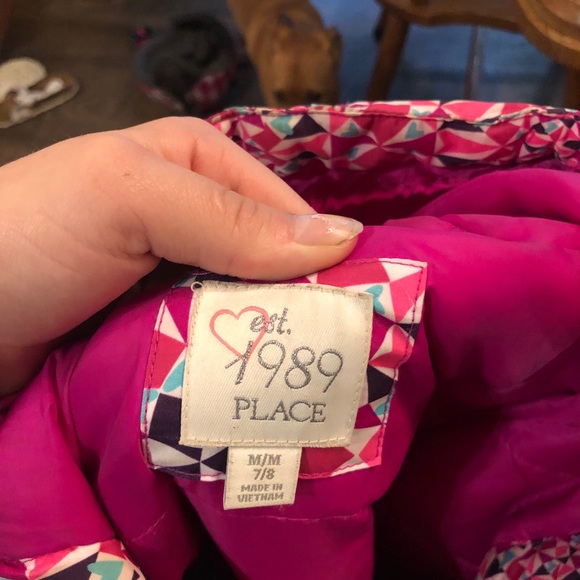 est.
1989
PLACE
M/M
7/8
MADE IN
VIETNAM